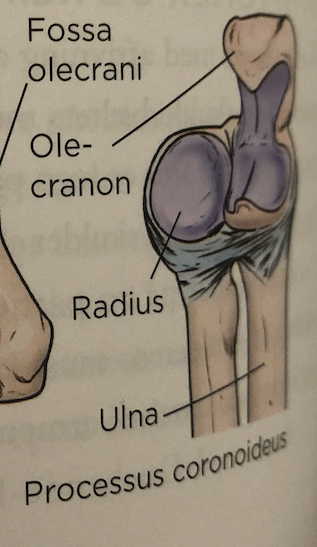 Fossa
olecrani
Ole-
cranon
Radius
Ulna
Processus coronoideus